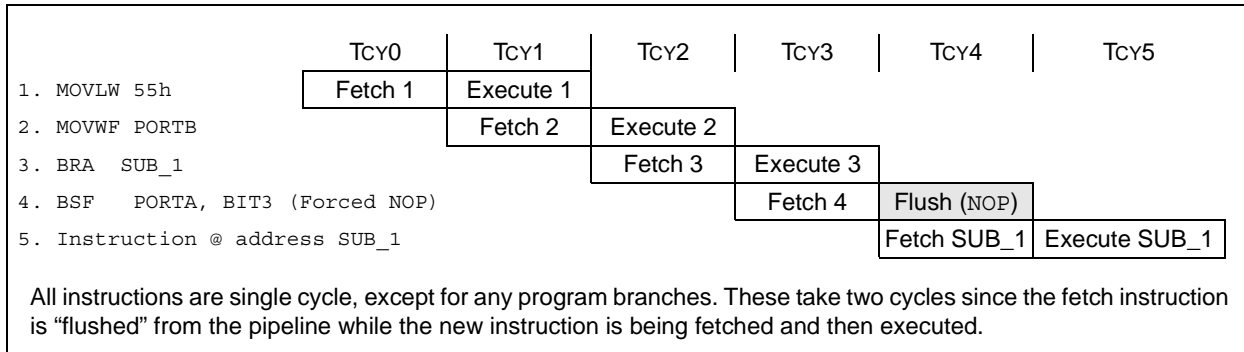 TCY0 TCY1 TCY2 TCY3 TCY4 TCY5
1. MOVLW 55h Fetch 1 Execute 1
2. MOVWF PORTB Fetch 2 Execute 2
3. BRA SUB_1 Fetch 3 Execute 3
4. BSF PORTA, BIT3 (Forced NOP) Fetch 4 Flush (NOP)
5. Instruction @ address SUB_1 Fetch SUB_1 Execute SUB_1
All instructions are single cycle, except for any program branches. These take two cycles since the fetch instruction
is “flushed” from the pipeline while the new instruction is being fetched and then executed.